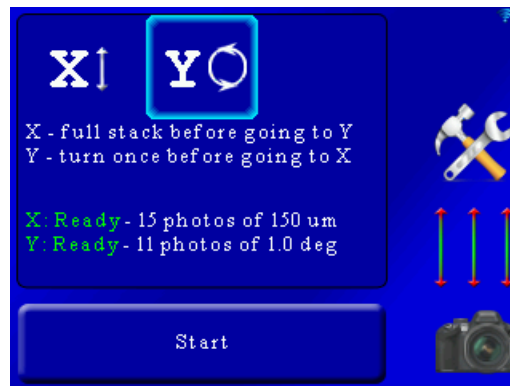 X Y
X - full stack before going to Y
Y - turn once before going to X
X: Ready - 15 photos of 150 um
Y: Ready - 11 photos of 1.0 deg
Start